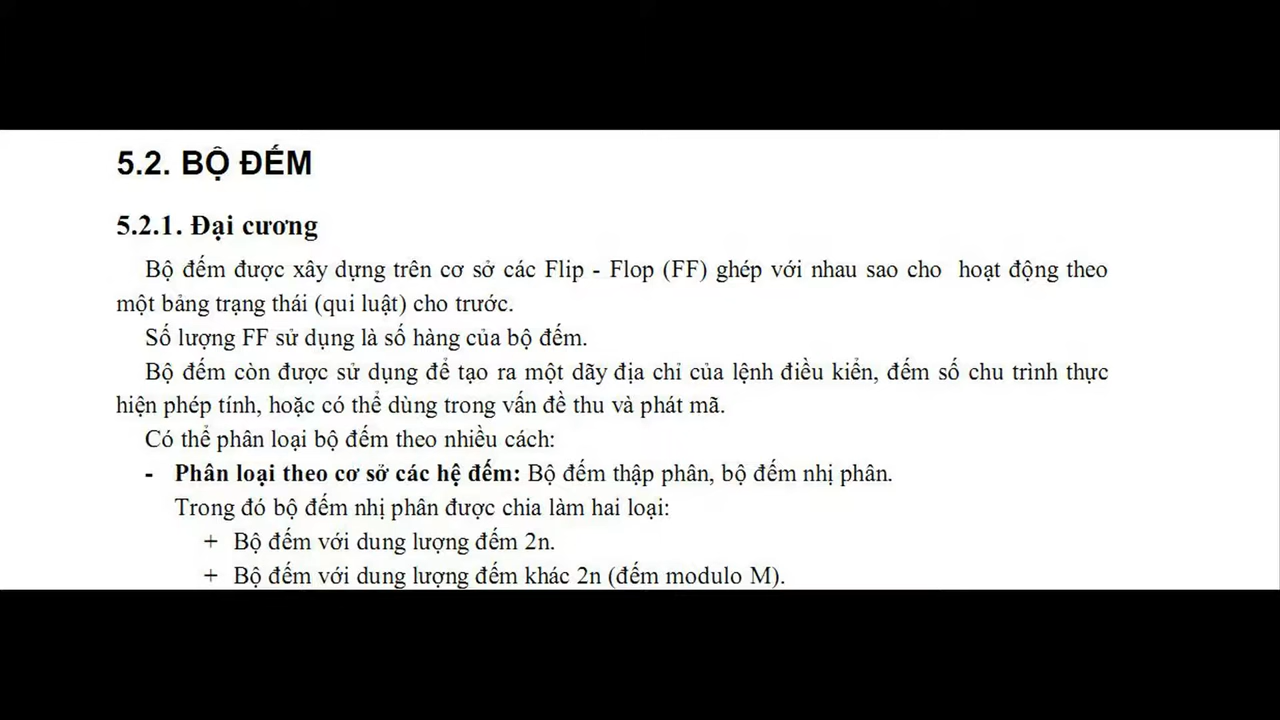 5.2. BỘ ĐẾM
5.2.1. Đại cương
Bộ đếm được xây dựng trên cơ sở các Flip - Flop (FF) ghép với nhau sao cho hoạt động theo
một bảng trạng thái (qui luật) cho trước.
Số lượng FF sử dụng là số hàng của bộ đếm.
Bộ đếm còn được sử dụng để tạo ra một dãy địa chỉ của lệnh điều kiển, đếm số chu trình thực
hiện phép tính, hoặc có thể dùng trong vấn đề thu và phát mã.
Có thể phân loại bộ đếm theo nhiều cách:
- Phân loại theo cơ sở các hệ đếm: Bộ đếm thập phân, bộ đếm nhị phân.
Trong đó bộ đếm nhị phân được chia làm hai loại:
+ Bộ đếm với dung lượng đếm 2n.
+ Bộ đếm với dung lượng đếm khác 2n (đếm modulo M).